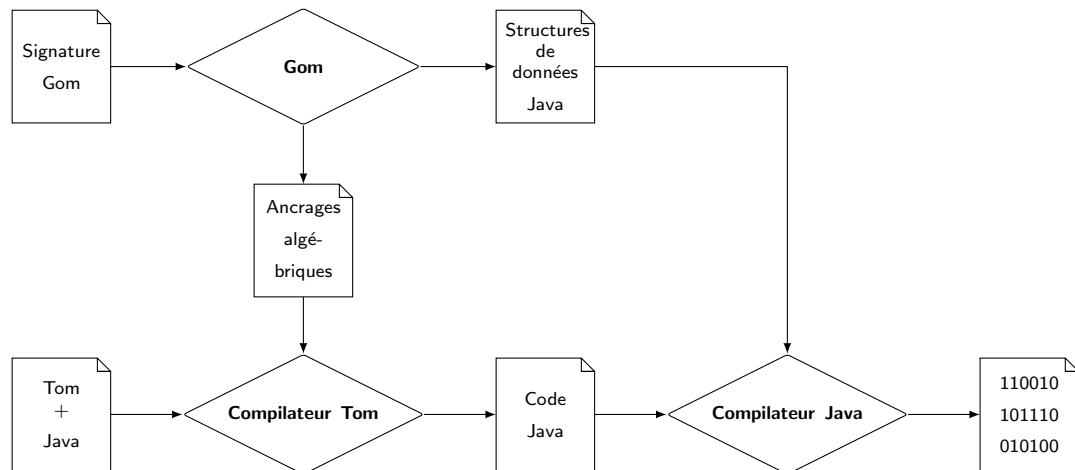 Signature
Gom
Gom
Structures
de
données
Java
Ancrages
algé-
briques
Tom
+
Java
Compilateur Tom
Code
Java
Compilateur Java
110010
101110
010100